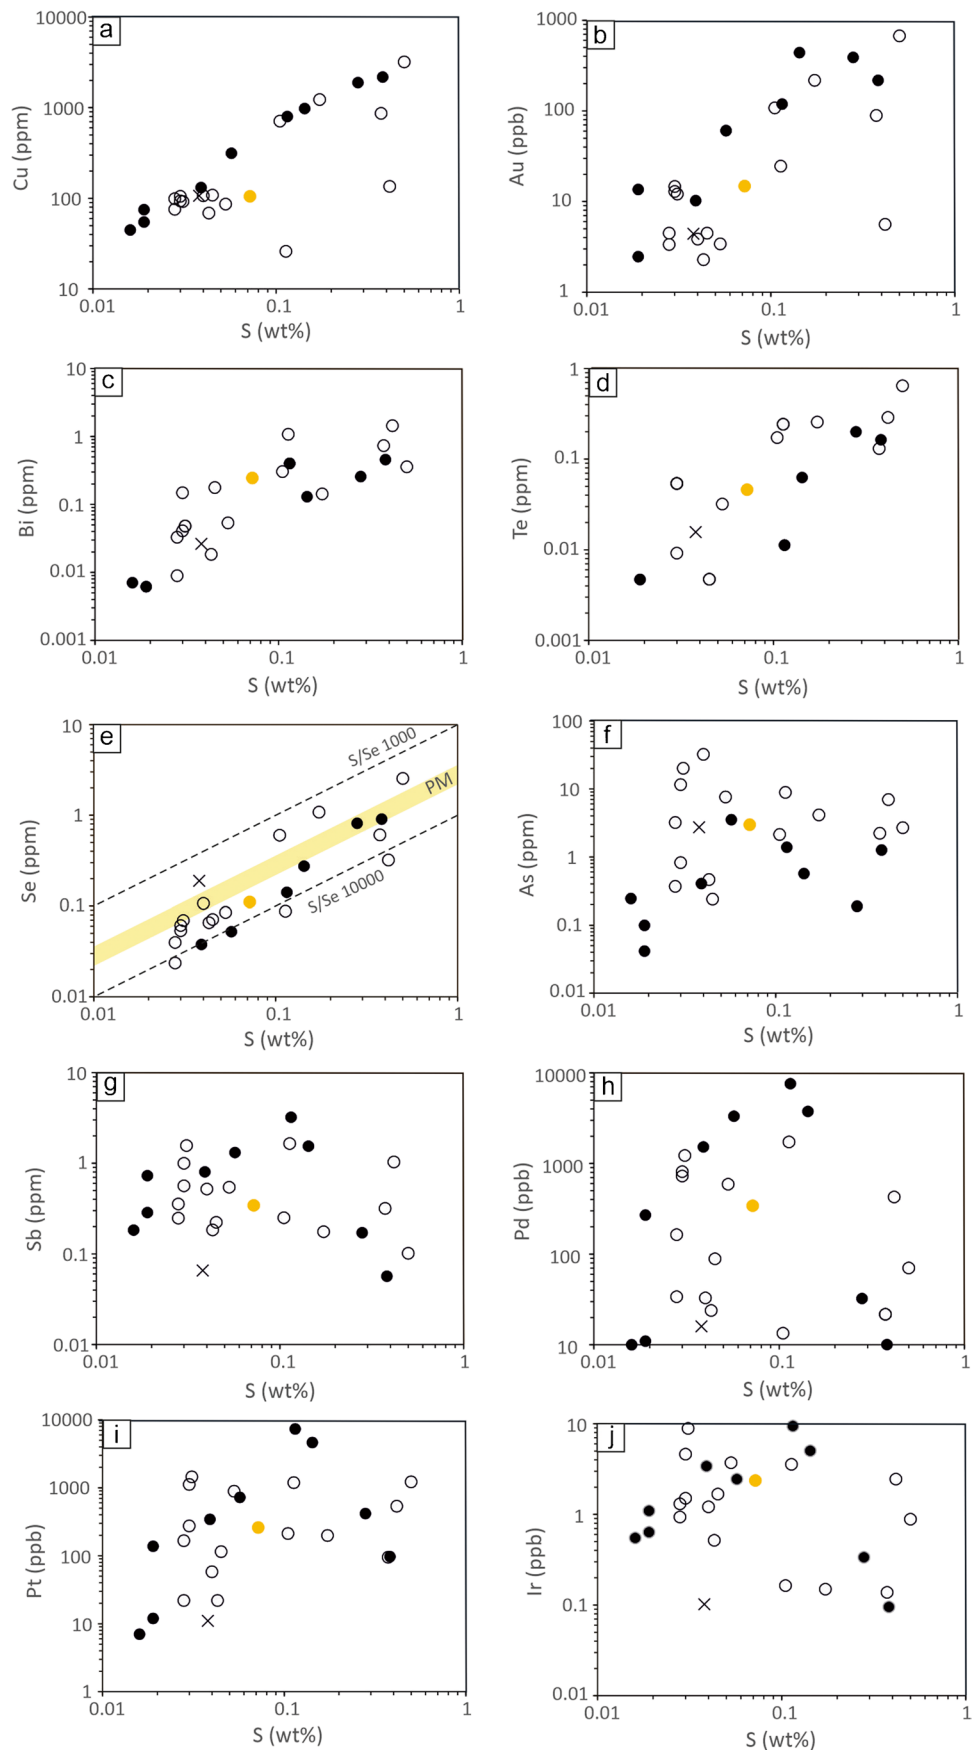 a
10000
1000
100
10
0.01
0.1
1
Cu (ppm)
S (wt%)
b
1000
100
10
1
0.01
0.1
1
Au (ppb)
S (wt%)
c
10
1
0.1
0.01
0.001
0.01
0.1
1
Bi (ppm)
S (wt%)
d
1
0.1
0.01
0.001
0.01
0.1
1
Te (ppm)
S (wt%)
e
10
1
0.1
0.01
0.01
0.1
1
Se (ppm)
S (wt%)
S/Se 1000
PM
S/Se 10000
f
100
10
1
0.1
0.01
0.01
0.1
1
As (ppm)
S (wt%)
g
10
1
0.1
0.01
0.01
0.1
1
Sb (ppm)
S (wt%)
h
10000
1000
100
10
0.01
0.1
1
Pd (ppb)
S (wt%)
i
10000
1000
100
10
1
0.01
0.1
1
Pt (ppb)
S (wt%)
j
10
1
0.1
0.01
0.01
0.1
1
Ir (ppb)
S (wt%)